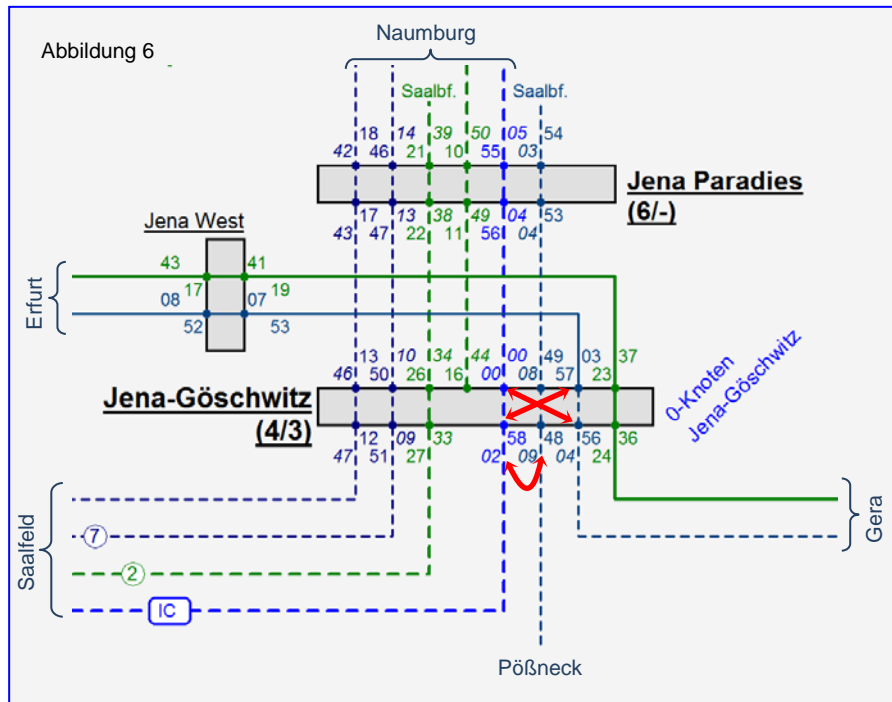 Naumburg
Abbildung 6
Saalbf. Saalbf.
18 14 39 50 05 54
42 46 21 10 55 03
Jena Paradies
(6/-)
17 13 38 49 04 53
43 47 22 11 56 04
Jena West
43 41
17 19
08 07
52 53
Erfurt
13 10 34 44 00 49 03 37
46 50 26 16 00 08 57 23
Jena-Göschwitz
(4/3)
0-Knoten
Jena-Göschwitz
12 09 33 58 48 56 36
47 51 27 02 09 04 24
Saalfeld
7
2
IC
Gera
Pößneck